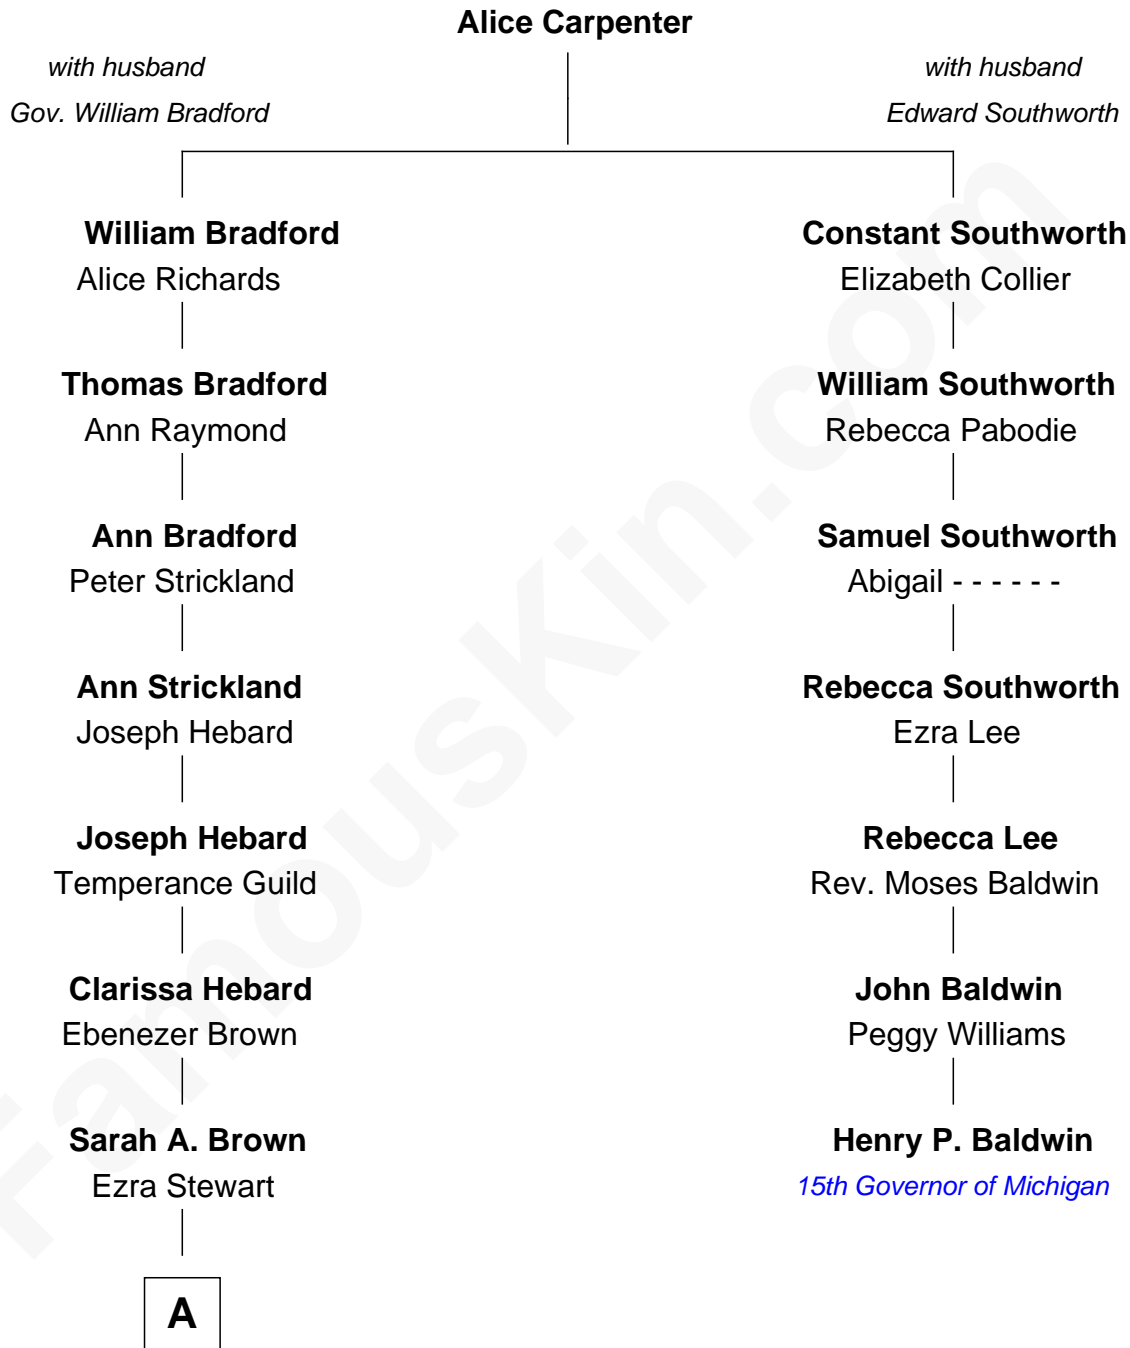 Alice Carpenter
with husband
Gov. William Bradford
with husband
Edward Southworth
William Bradford
Alice Richards
Constant Southworth
Elizabeth Collier
Thomas Bradford
Ann Raymond
William Southworth
Rebecca Pabodie
Ann Bradford
Peter Strickland
Samuel Southworth
Abigail - - - - - -
Ann Strickland
Joseph Hebard
Rebecca Southworth
Ezra Lee
Joseph Hebard
Temperance Guild
Rebecca Lee
Rev. Moses Baldwin
Clarissa Hebard
Ebenezer Brown
John Baldwin
Peggy Williams
Sarah A. Brown
Ezra Stewart
Henry P. Baldwin
15th Governor of Michigan
A
FamousKin.com